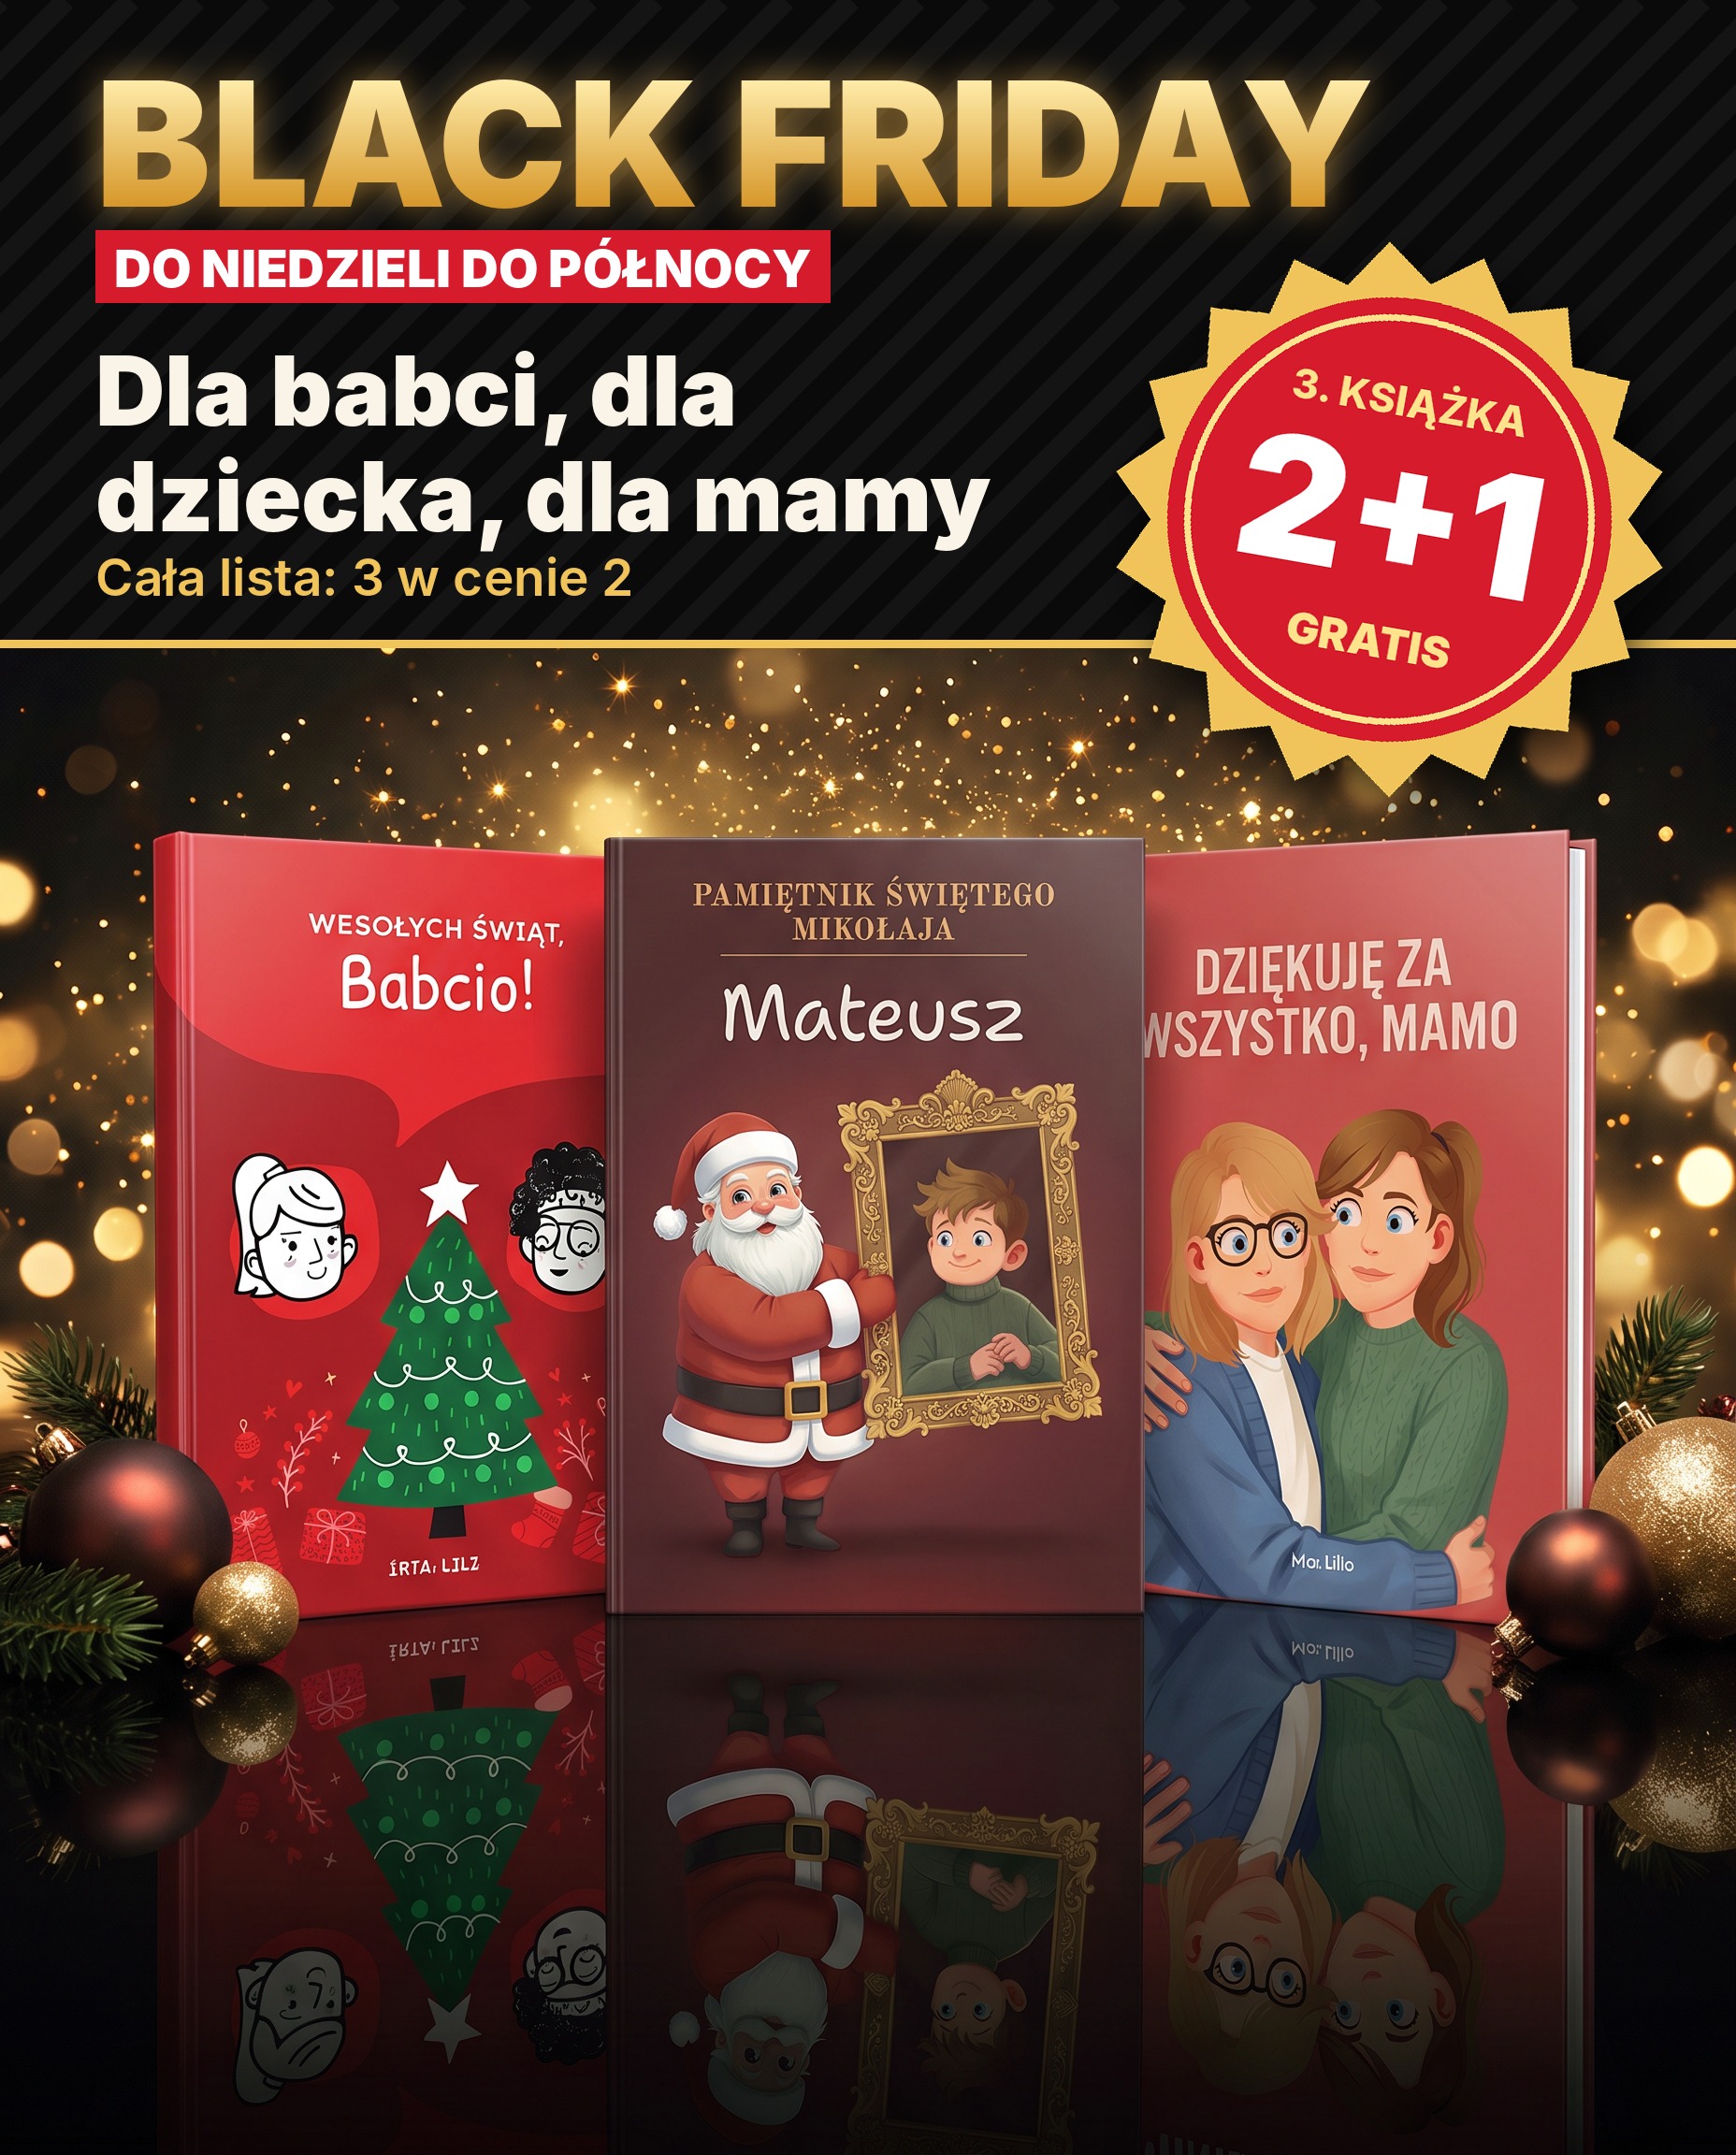 BLACK FRIDAY
DO NIEDZIELI DO PÓŁNOCY
Dla babci, dla
dziecka, dla mamy
Cała lista: 3 w cenie 2
3. KSIĄŻKA
2+1
GRATIS
WESOŁYCH ŚWIĄT,
Babcio!
PAMIĘTNIK ŚWIĘTEGO
MIKOŁAJA
Mateusz
DZIĘKUJĘ ZA
WSZYSTKO, MAMO
LILZ